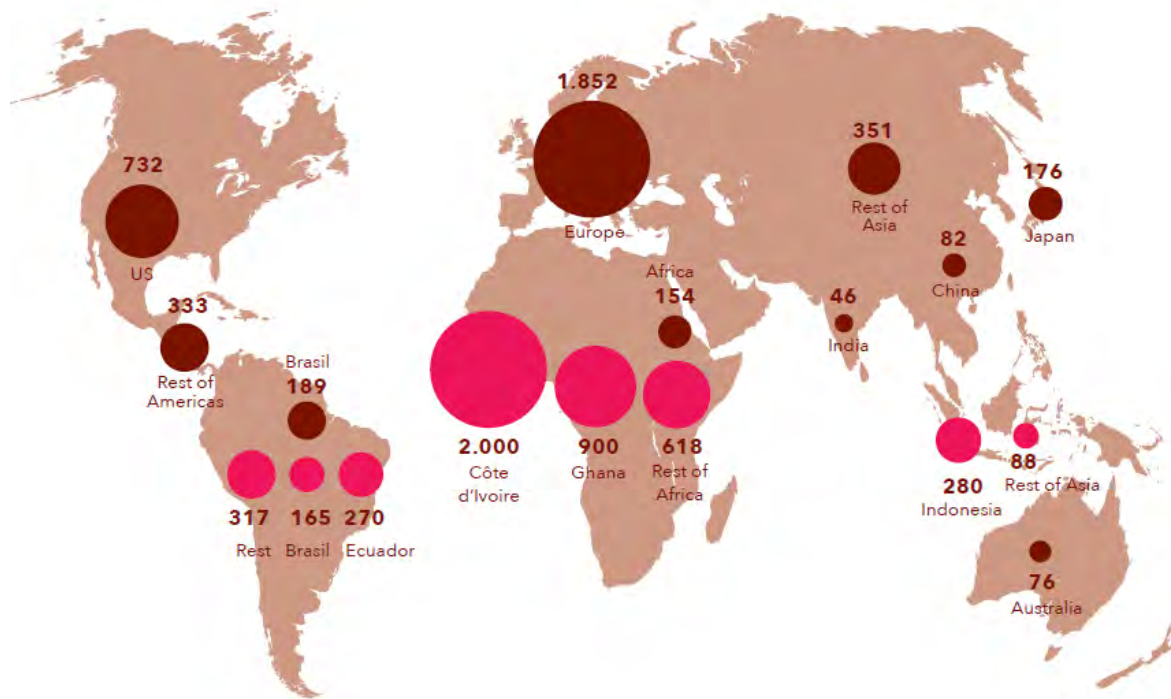 1.852
Europe
732
US
351
Rest of
Asia
176
Japan
82
China
46
India
Africa
154
333
Rest of
Americas
Brasil
189
2.000
Côte
d’Ivoire
900
Ghana
618
Rest of
Africa
317
Rest
165
Brasil
270
Ecuador
280
Indonesia
88
Rest of Asia
76
Australia